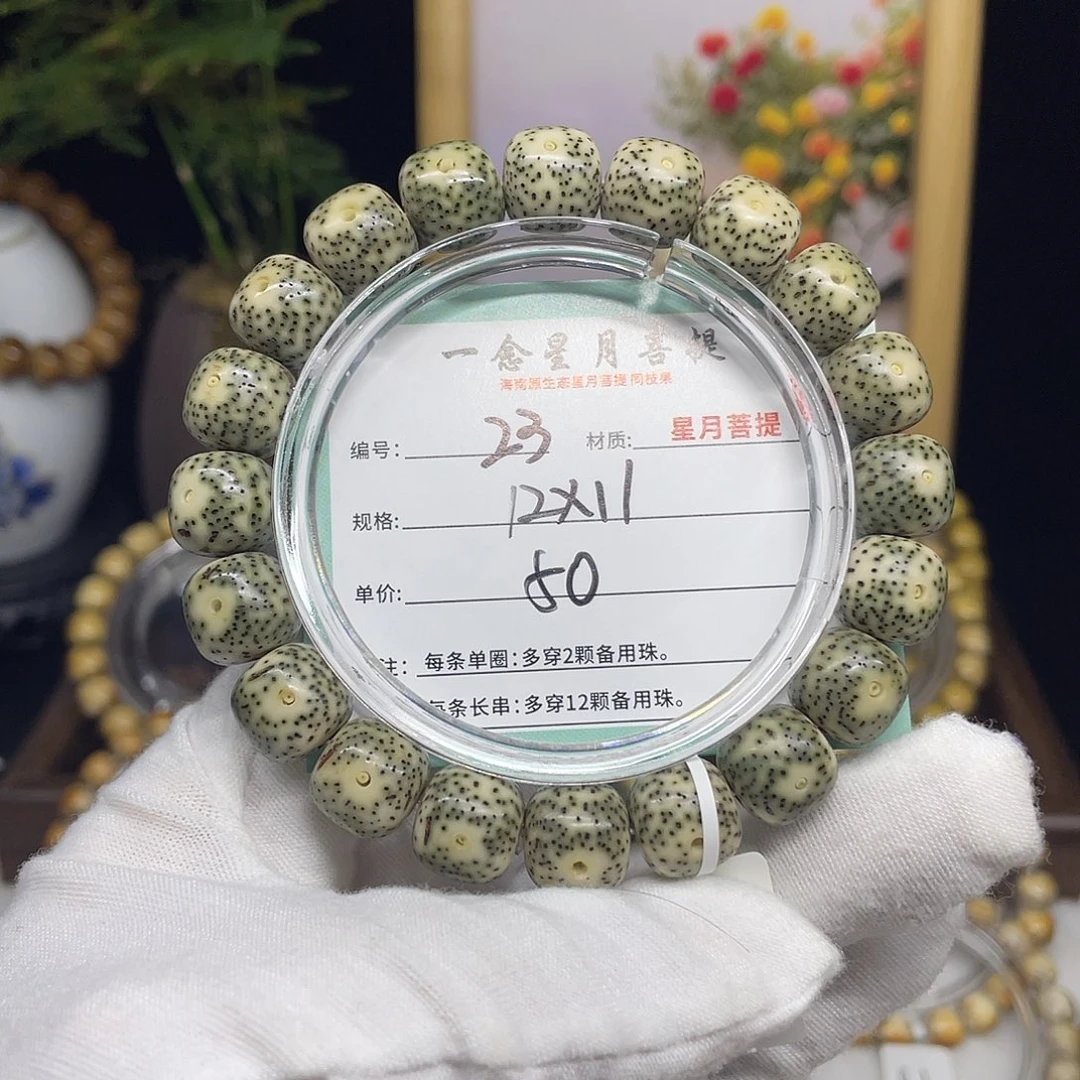 一念星月菩提
海南原生态星月菩提同枝果
编号: 23 材质: 星月菩提
规格: 12X11
单价: 50
注: 每条单圈:多穿2颗备用珠。
每条长串:多穿12颗备用珠。